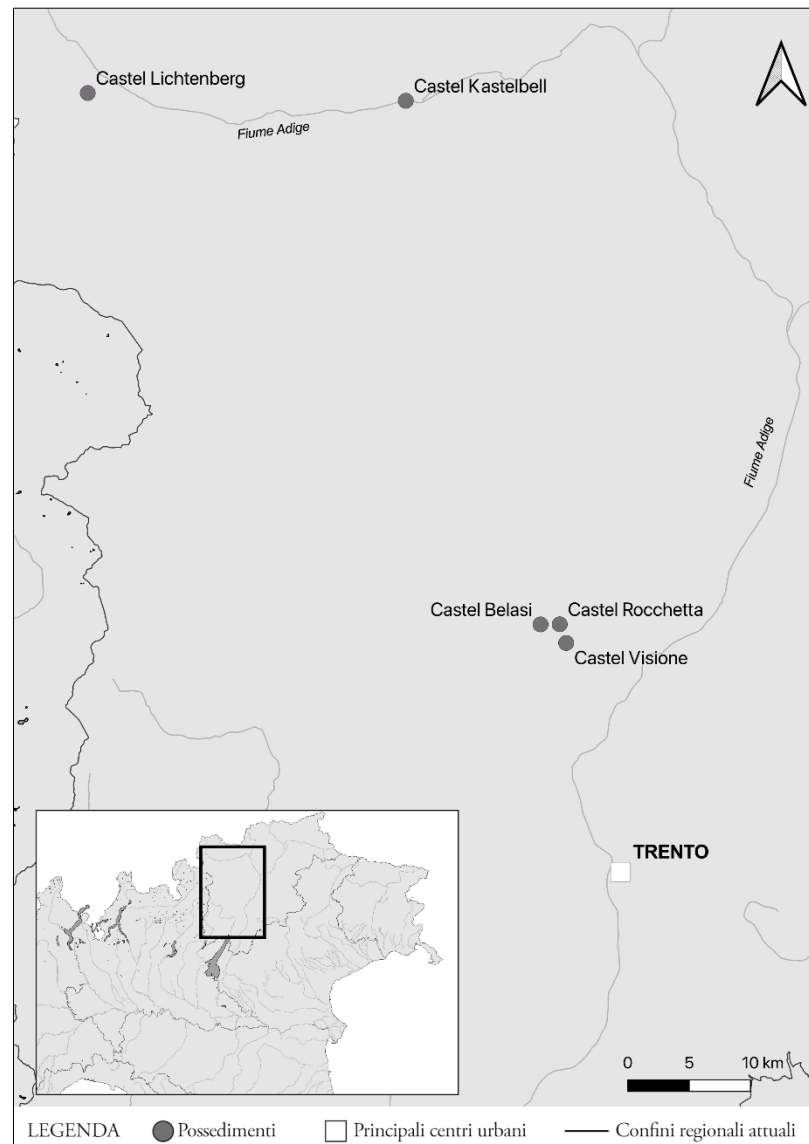 Castel Lichtenberg
Castel Kastelbell
Fiume Adige
Fiume Adige
Castel Belasi
Castel Rocchetta
Castel Visione
TRENTO
0 5 10 km
LEGENDA Possedimenti Principali centri urbani Confini regionali attuali